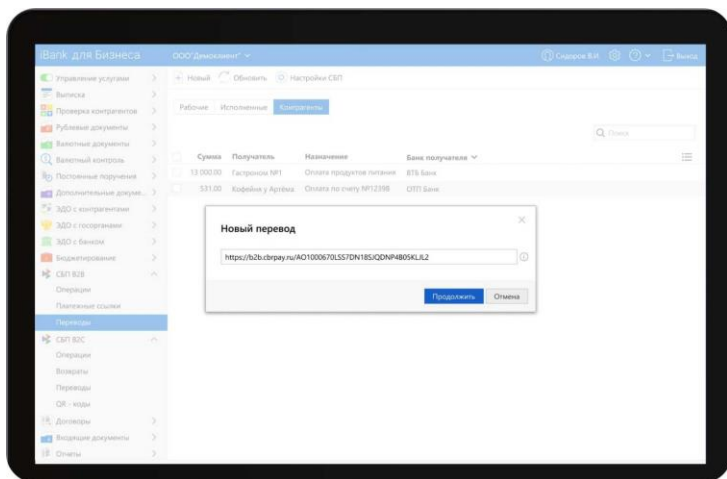 iBank для Бизнеса
ООО"Демоклиент"
Сидоров В.И.
Выход
Управление услугами
Выписка
Проверка контрагентов
Рублевые документы
Валютные документы
Валютный контроль
Постоянные поручения
Дополнительные докуме...
ЭДО с контрагентами
ЭДО с госорганами
ЭДО с банком
Бюджетирование
СБП B2B
Операции
Платежные ссылки
Переводы
СБП B2C
Операции
Возвраты
Переводы
QR - коды
Договоры
Входящие документы
Отчеты
Новый Обновить Настройки СБП
Рабочие Исполненные Контрагенты
Поиск
Сумма Получатель Назначение Банк получателя
13 000.00 Гастроном №1 Оплата продуктов питания ВТБ Банк
531.00 Кофейня у Артёма Оплата по счету №12398 ОТП Банк
Новый перевод
https://b2b.cbrpay.ru/AO1000670LSS7DN18SJQDNP4B05KLJL2
Продолжить Отмена